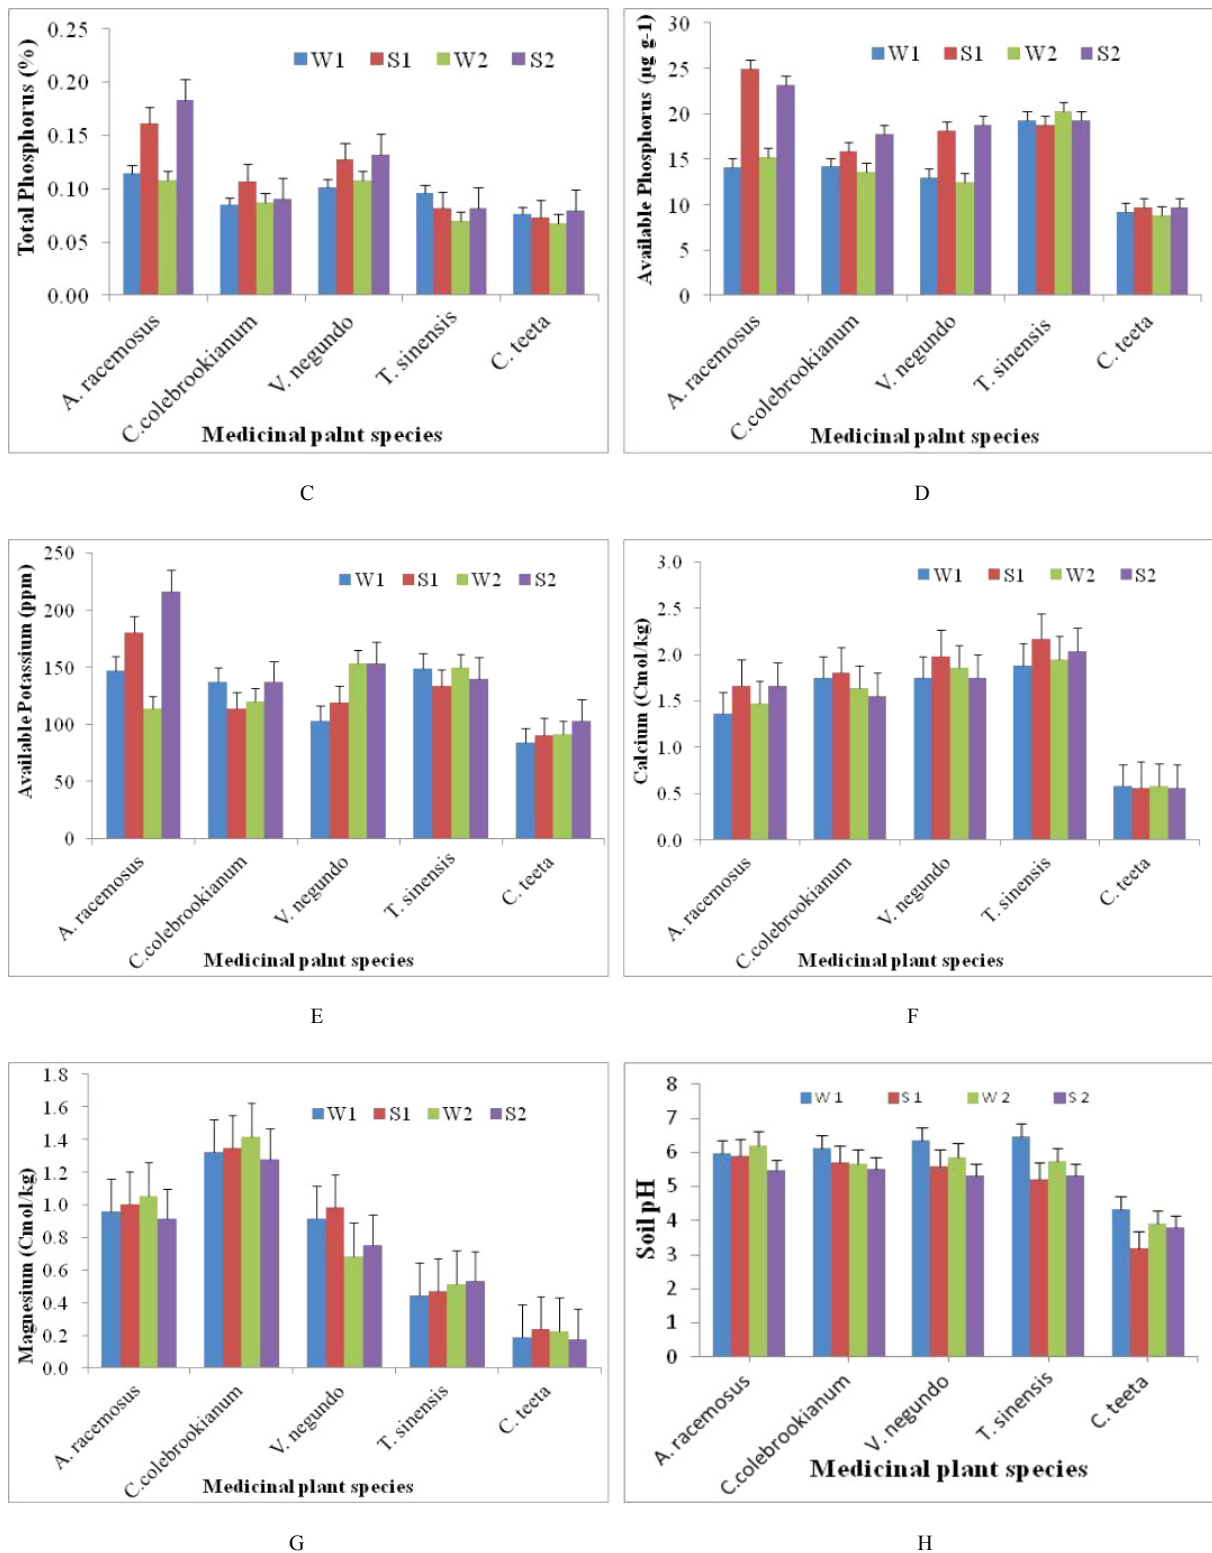 Total Phosphorus (%)
0.25
0.20
0.15
0.10
0.05
0.00
W1 S1 W2 S2
A. racemosus
C.colebrookianum
V. negundo
T. sinensis
C. teeta
Medicinal palnt species
C
Available Phosphorus (µg g-1)
30
25
20
15
10
5
0
W1 S1 W2 S2
A. racemosus
C.colebrookianum
V. negundo
T. sinensis
C. teeta
Medicinal palnt species
D
Available Potassium (ppm)
250
200
150
100
50
0
W1 S1 W2 S2
A. racemosus
C.colebrookianum
V. negundo
T. sinensis
C. teeta
Medicinal palnt species
E
Calcium (Cmol/kg)
3.0
2.5
2.0
1.5
1.0
0.5
0.0
W1 S1 W2 S2
A. racemosus
C.colebrookianum
V. negundo
T. sinensis
C. teeta
Medicinal plant species
F
Magnesium (Cmol/kg)
1.8
1.6
1.4
1.2
1.0
0.8
0.6
0.4
0.2
0.0
W1 S1 W2 S2
A. racemosus
C.colebrookianum
V. negundo
T. sinensis
C. teeta
Medicinal plant species
G
Soil pH
8
7
6
5
4
3
2
1
0
W 1 S 1 W 2 S 2
A. racemosus
C.colebrookianum
V. negundo
T. sinensis
C. teeta
Medicinal plant species
H